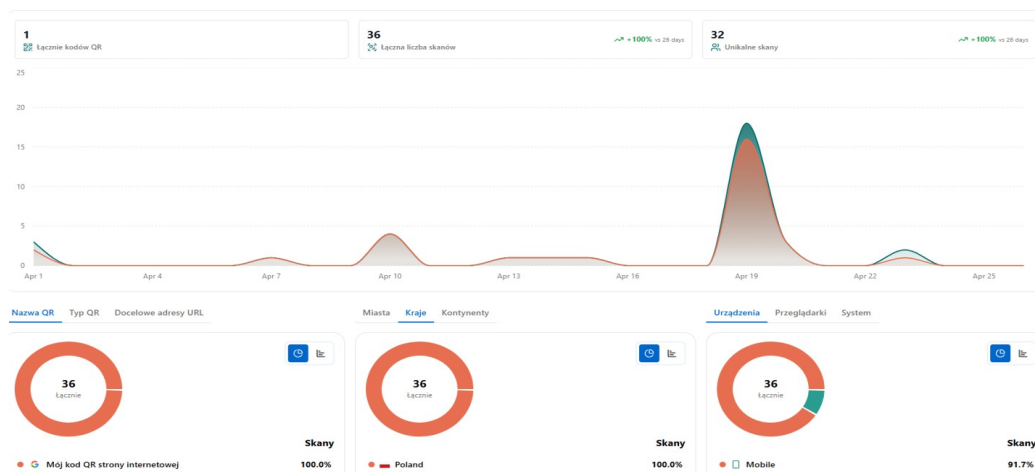 1
Łącznie kodów QR
36
Łączna liczba skanów
+100% vs 28 days
32
Unikalne skany
+100% vs 28 days
25
20
15
10
5
0
Apr 1 Apr 4 Apr 7 Apr 10 Apr 13 Apr 16 Apr 19 Apr 22 Apr 25
Nazwa QR Typ QR Docelowe adresy URL
Miasta Kraje Kontynenty
Urządzenia Przeglądarki System
36
Łącznie
Skany
Mój kod QR strony internetowej 100.0%
36
Łącznie
Skany
Poland 100.0%
36
Łącznie
Skany
Mobile 91.7%